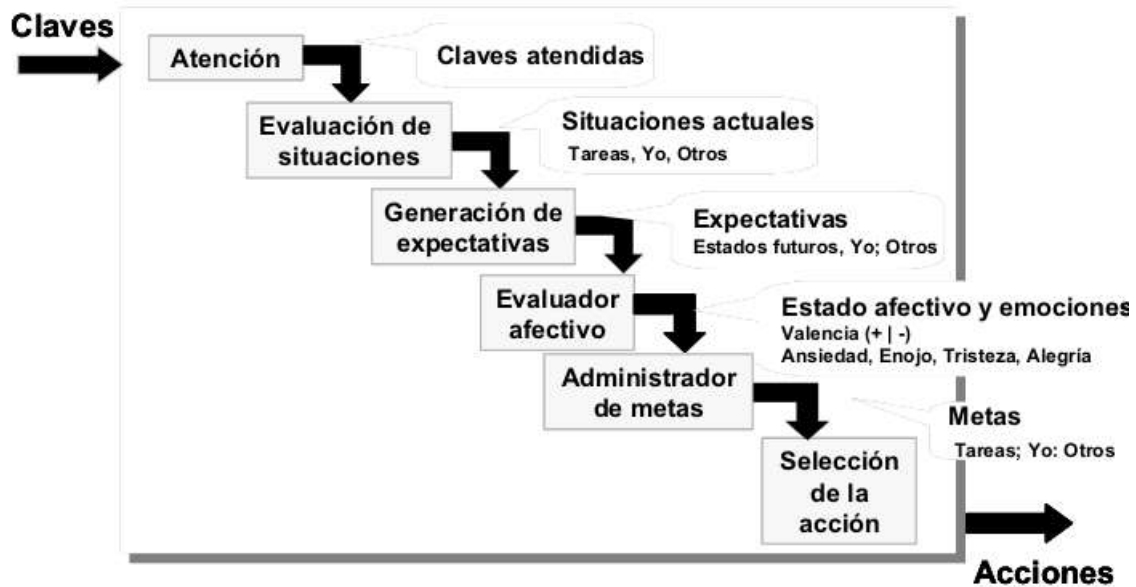 Claves
Atención
Claves atendidas
Evaluación de
situaciones
Situaciones actuales
Tareas, Yo, Otros
Generación de
expectativas
Expectativas
Estados futuros, Yo; Otros
Evaluador
afectivo
Estado afectivo y emociones
Valencia (+ | -)
Ansiedad, Enojo, Tristeza, Alegría
Administrador
de metas
Metas
Tareas; Yo: Otros
Selección
de la
acción
Acciones